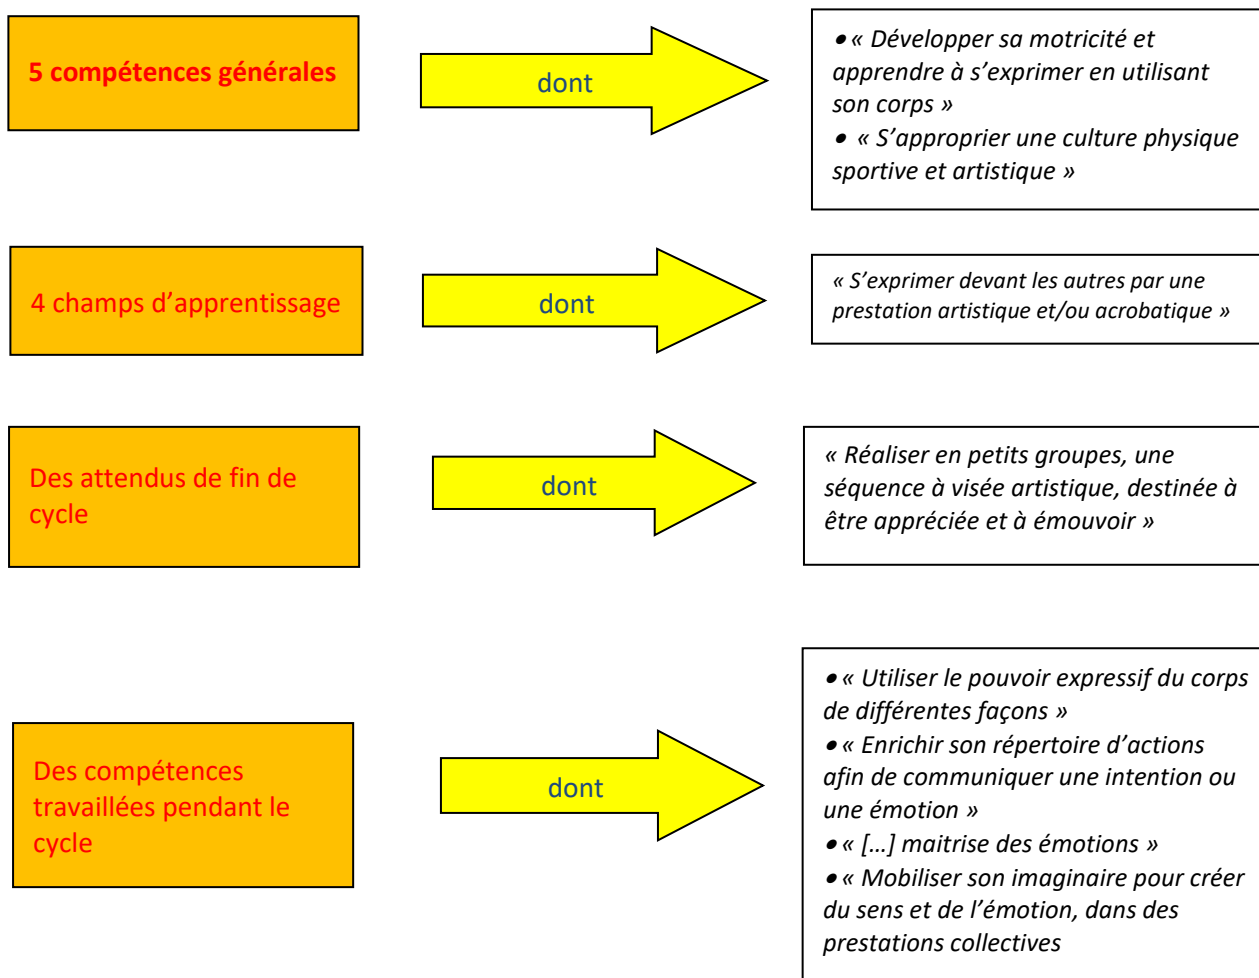 5 compétences générales
dont
• « Développer sa motricité et
apprendre à s’exprimer en utilisant
son corps »
• « S’approprier une culture physique
sportive et artistique »
4 champs d’apprentissage
dont
« S’exprimer devant les autres par une
prestation artistique et/ou acrobatique »
Des attendus de fin de
cycle
dont
« Réaliser en petits groupes, une
séquence à visée artistique, destinée à
être appréciée et à émouvoir »
Des compétences
travaillées pendant le
cycle
dont
• « Utiliser le pouvoir expressif du corps
de différentes façons »
• « Enrichir son répertoire d’actions
afin de communiquer une intention ou
une émotion »
• « […] maitrise des émotions »
• « Mobiliser son imaginaire pour créer
du sens et de l’émotion, dans des
prestations collectives